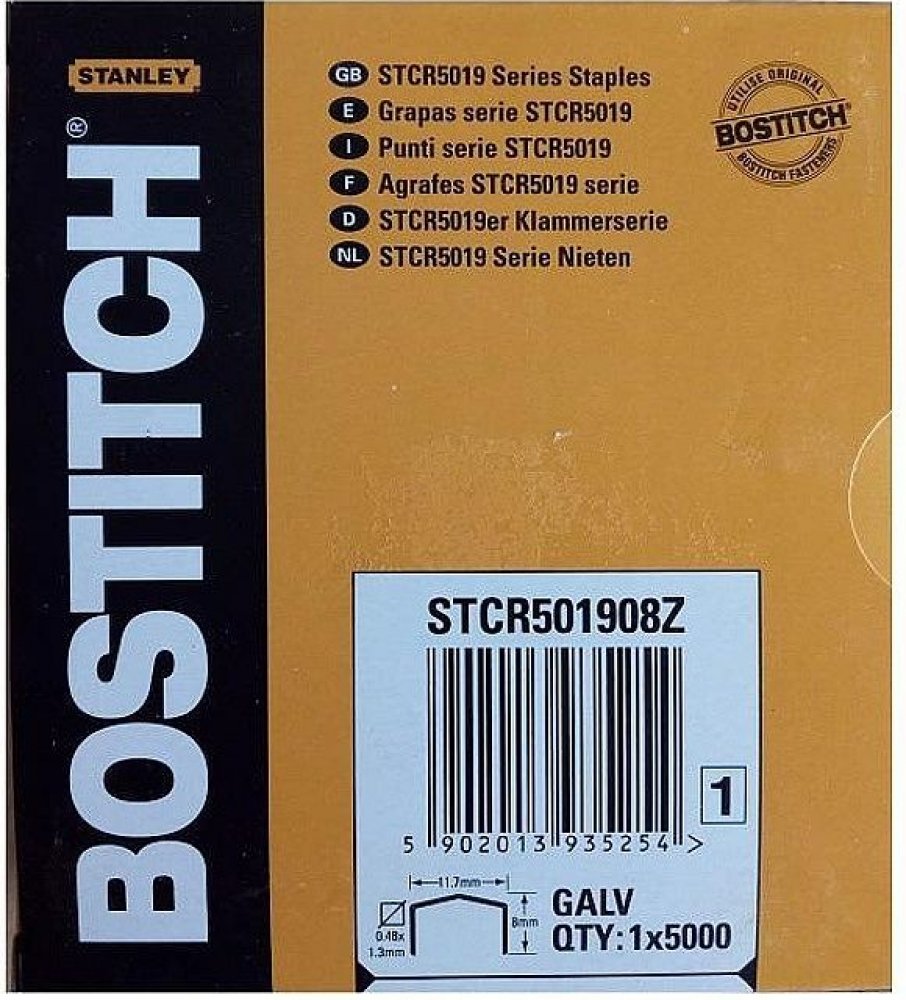 STANLEY
BOSTITCH®
GB STCR5019 Series Staples
E Grapas serie STCR5019
I Punti serie STCR5019
F Agrafes STCR5019 serie
D STCR5019er Klammerserie
NL STCR5019 Serie Nieten
UTILISE ORIGINAL
BOSTITCH®
BOSTITCH FASTENERS
STCR501908Z
5 902013 935254 >
1
11.7mm
8mm
0.48x
1.3mm
GALV
QTY: 1x5000